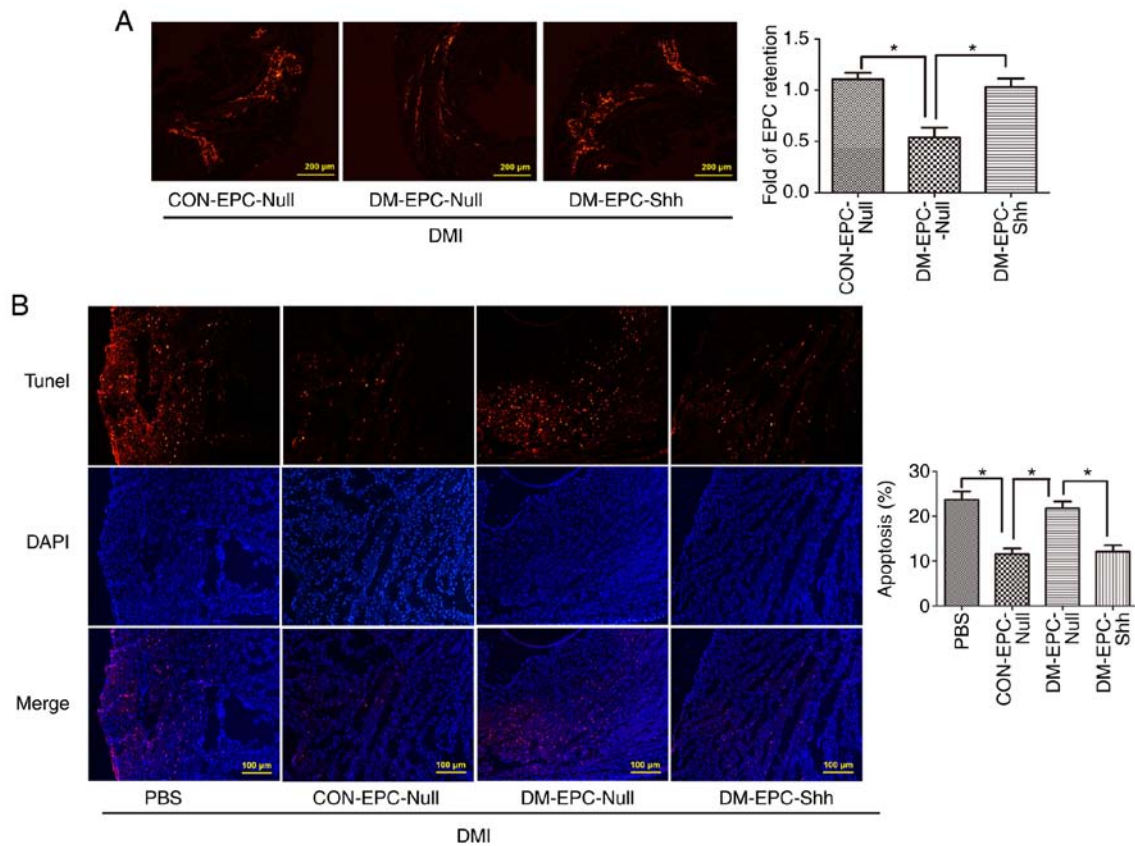 A
200 µm
200 µm
200 µm
CON-EPC-Null
DM-EPC-Null
DM-EPC-Shh
DMI
Fold of EPC retention
1.5
1.0
0.5
0.0
*
*
CON-EPC-
Null
DM-EPC-
-Null
DM-EPC-
Shh
B
Tunel
DAPI
Merge
100 µm
100 µm
100 µm
100 µm
PBS
CON-EPC-Null
DM-EPC-Null
DM-EPC-Shh
DMI
Apoptosis (%)
30
20
10
0
*
*
*
PBS
CON-EPC-
Null
DM-EPC-
Null
DM-EPC-
Shh